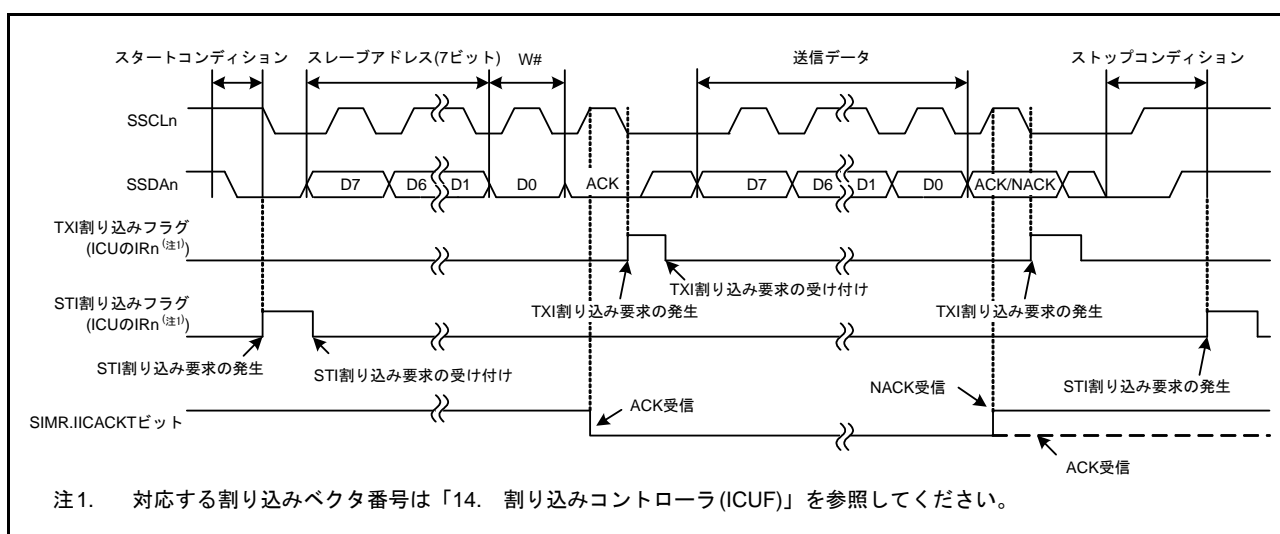 スタートコンディション スレーブアドレス(7ビット) W# 送信データ ストップコンディション
SSCLn
SSDAn D7 D6 D1 D0 ACK D7 D6 D1 D0 ACK/NACK
TXI割り込みフラグ
(ICUのIRn(注1))
TXI割り込み要求の受け付け
TXI割り込み要求の発生 TXI割り込み要求の発生
STI割り込みフラグ
(ICUのIRn(注1))
STI割り込み要求の発生
STI割り込み要求の受け付け
STI割り込み要求の発生
SIMR.IICACKTビット
ACK受信
NACK受信
ACK受信
注1. 対応する割り込みベクタ番号は「14. 割り込みコントローラ(ICUF)」を参照してください。